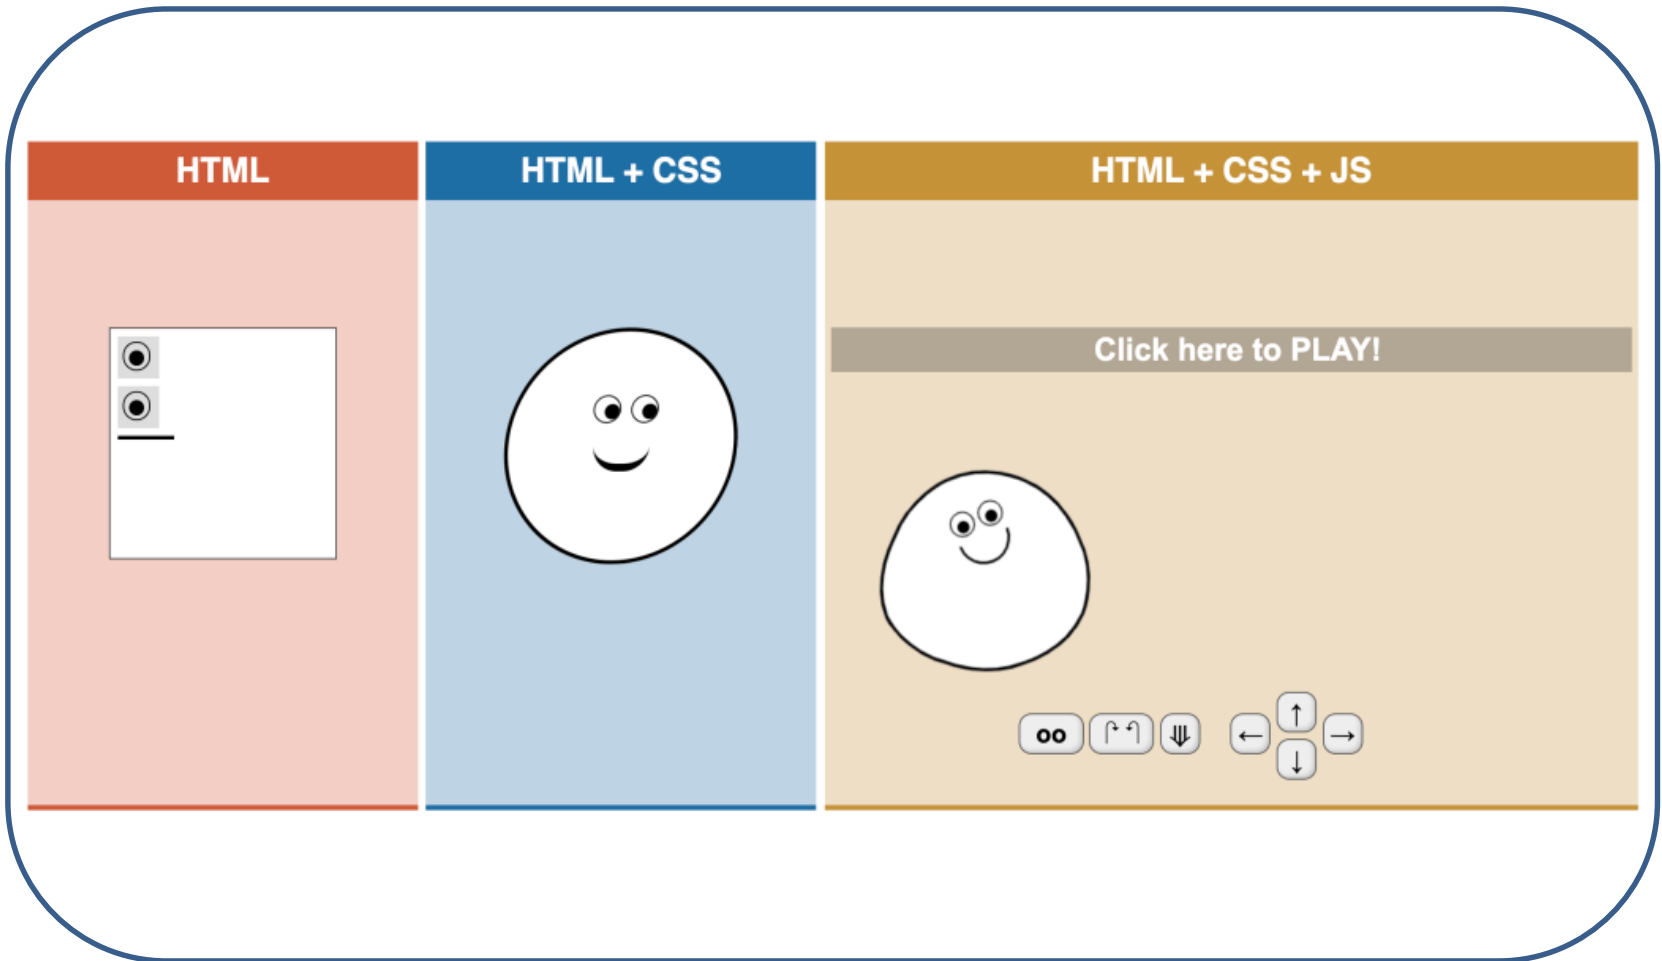 HTML
HTML + CSS
HTML + CSS + JS
Click here to PLAY!
oo
↑
← →
↓